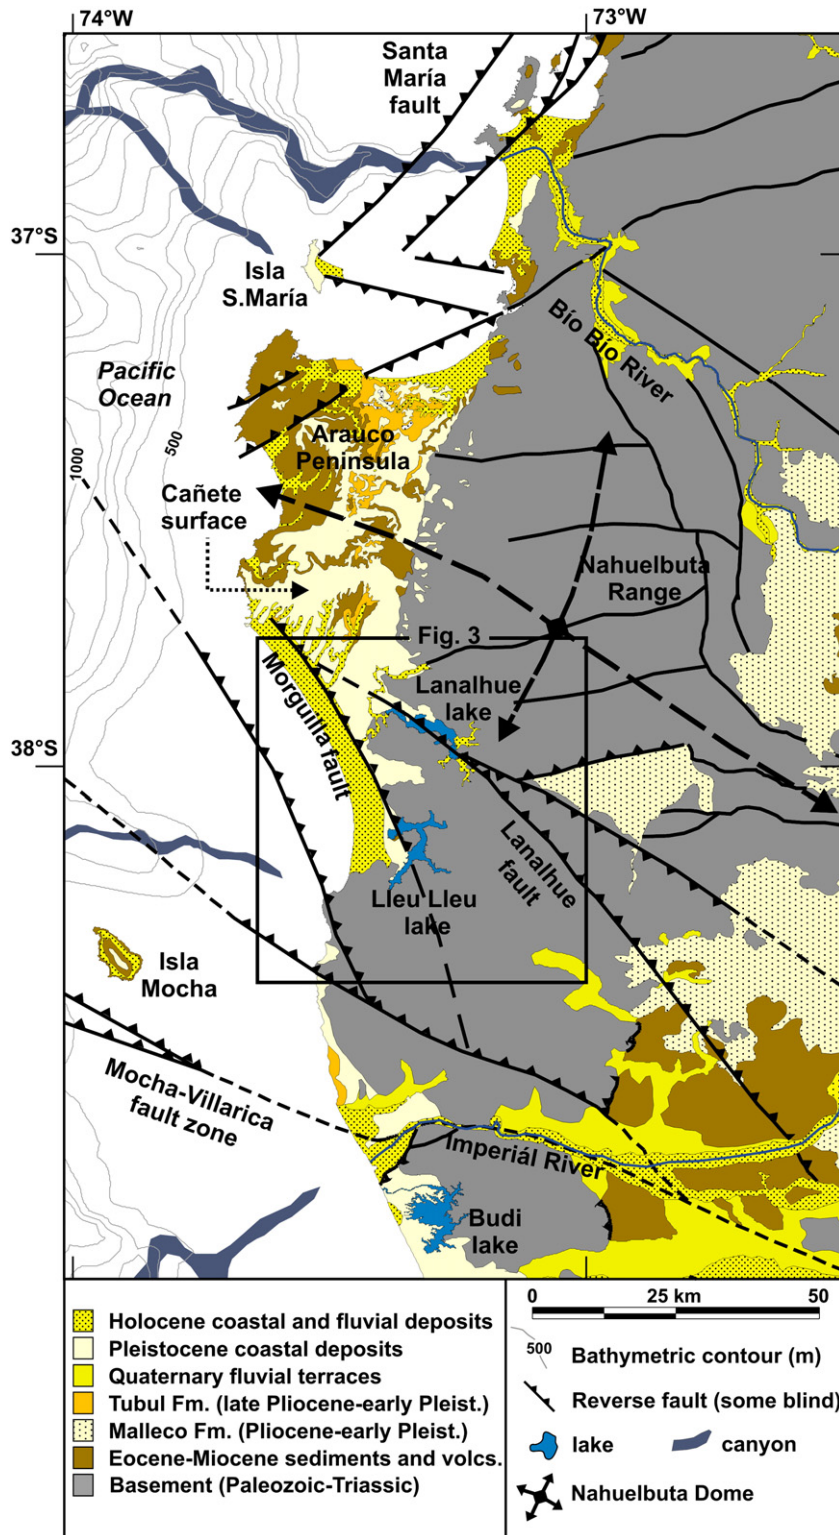 74°W
73°W
Santa
María
fault
37°S
Isla
S.María
Bío Bío River
Pacific
Ocean
500
1000
Arauco
Peninsula
Cañete
surface
Nahuelbuta
Range
Fig. 3
Morguilla fault
Lanalhue
lake
38°S
Lanalhue
fault
Lleu Lleu
lake
Isla
Mocha
Mocha-Villarica
fault zone
Imperiál River
Budi
lake
Holocene coastal and fluvial deposits
Pleistocene coastal deposits
Quaternary fluvial terraces
Tubul Fm. (late Pliocene-early Pleist.)
Malleco Fm. (Pliocene-early Pleist.)
Eocene-Miocene sediments and volcs.
Basement (Paleozoic-Triassic)
0 25 km 50
500 Bathymetric contour (m)
Reverse fault (some blind)
lake canyon
Nahuelbuta Dome